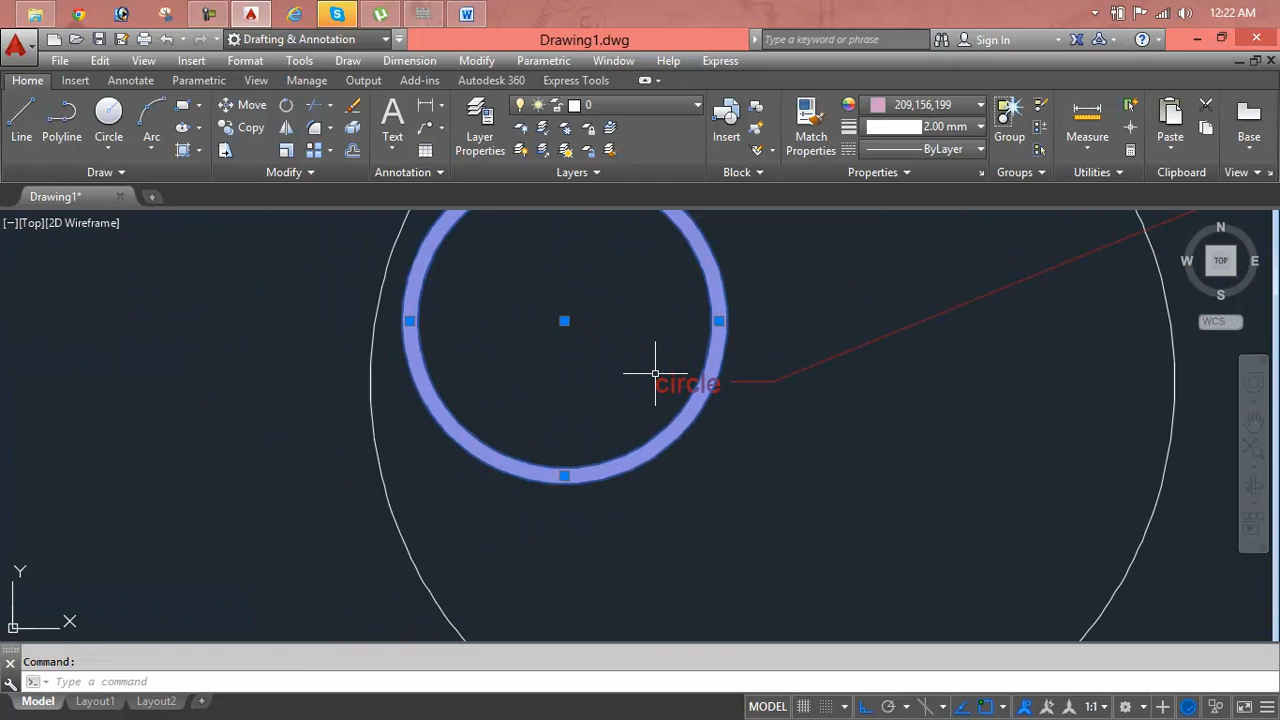 12:22 AM
Drafting & Annotation
Drawing1.dwg
Type a keyword or phrase
Sign In
File Edit View Insert Format Tools Draw Dimension Modify Parametric Window Help Express
Home Insert Annotate Parametric View Manage Output Add-ins Autodesk 360 Express Tools
Line Polyline Circle Arc
Move
Copy
Text
Layer Properties
0
Insert
Match Properties
209,156,199
2.00 mm
ByLayer
Group
Measure
Paste
Base
Draw Modify Annotation Layers Block Properties Groups Utilities Clipboard View
Drawing1*
[−][Top][2D Wireframe]
N
W TOP E
S
WCS
circle
Y
X
Command:
Type a command
Model Layout1 Layout2
MODEL
1:1